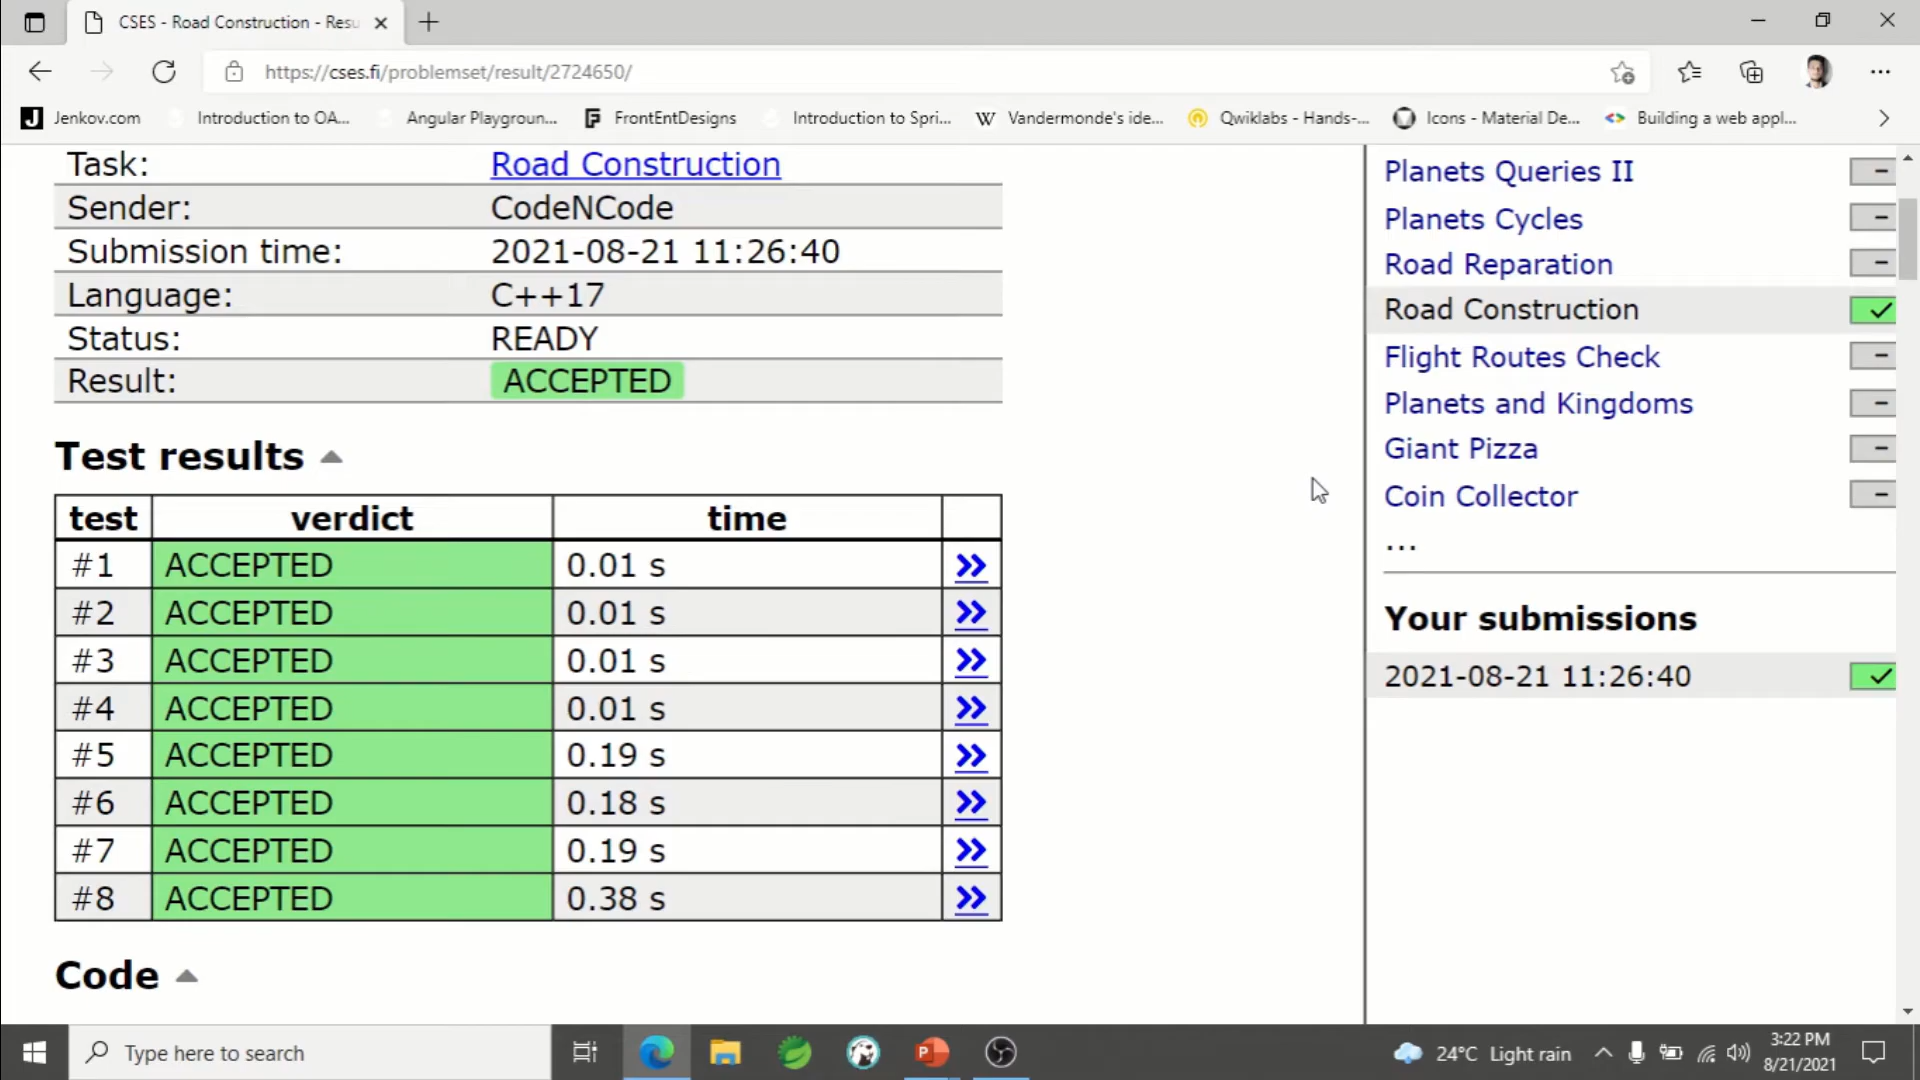 CSES - Road Construction - Resu
https://cses.fi/problemset/result/2724650/
Jenkov.com Introduction to OA... Angular Playgroun... FrontEntDesigns Introduction to Spri... Vandermonde's ide... Qwiklabs - Hands-... Icons - Material De... Building a web appl...
Task: Road Construction
Sender: CodeNCode
Submission time: 2021-08-21 11:26:40
Language: C++17
Status: READY
Result: ACCEPTED
Test results
test verdict time
#1 ACCEPTED 0.01 s >>
#2 ACCEPTED 0.01 s >>
#3 ACCEPTED 0.01 s >>
#4 ACCEPTED 0.01 s >>
#5 ACCEPTED 0.19 s >>
#6 ACCEPTED 0.18 s >>
#7 ACCEPTED 0.19 s >>
#8 ACCEPTED 0.38 s >>
Code
Planets Queries II
Planets Cycles
Road Reparation
Road Construction
Flight Routes Check
Planets and Kingdoms
Giant Pizza
Coin Collector
...
Your submissions
2021-08-21 11:26:40
Type here to search
24°C Light rain
3:22 PM
8/21/2021